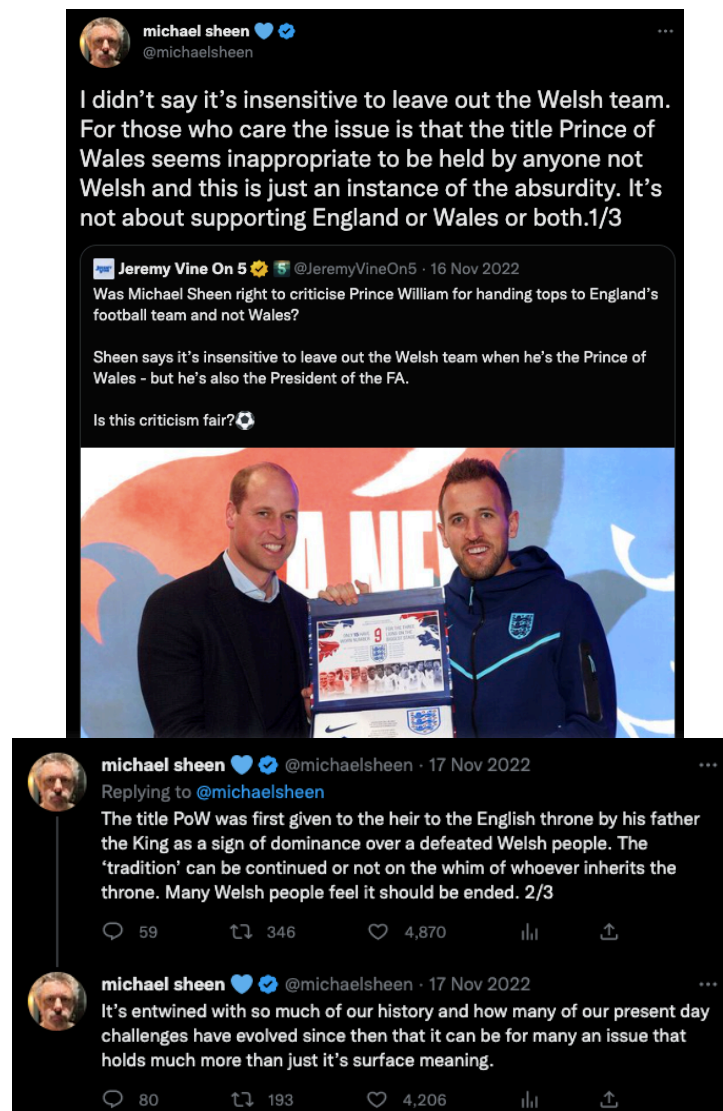 michael sheen
@michaelsheen
I didn’t say it’s insensitive to leave out the Welsh team.
For those who care the issue is that the title Prince of
Wales seems inappropriate to be held by anyone not
Welsh and this is just an instance of the absurdity. It’s
not about supporting England or Wales or both.1/3
Jeremy Vine On 5 5 @JeremyVineOn5 · 16 Nov 2022
Was Michael Sheen right to criticise Prince William for handing tops to England’s
football team and not Wales?
Sheen says it’s insensitive to leave out the Welsh team when he’s the Prince of
Wales - but he’s also the President of the FA.
Is this criticism fair?
A NE
9
michael sheen @michaelsheen · 17 Nov 2022
Replying to @michaelsheen
The title PoW was first given to the heir to the English throne by his father
the King as a sign of dominance over a defeated Welsh people. The
‘tradition’ can be continued or not on the whim of whoever inherits the
throne. Many Welsh people feel it should be ended. 2/3
59 346 4,870
michael sheen @michaelsheen · 17 Nov 2022
It’s entwined with so much of our history and how many of our present day
challenges have evolved since then that it can be for many an issue that
holds much more than just it’s surface meaning.
80 193 4,206